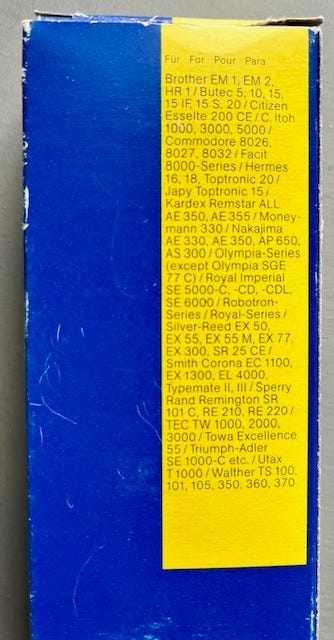 Für · For · Pour · Para
Brother EM 1, EM 2,
HR 1 / Butec 5, 10, 15,
15 IF, 15 S, 20 / Citizen
Esselte 200 CE / C. Itoh
1000, 3000, 5000 /
Commodore 8026,
8027, 8032 / Facit
8000-Series / Hermes
16, 18, Toptronic 20 /
Japy Toptronic 15 /
Kardex Remstar ALL
AE 350, AE 355 / Money-
mann 330 / Nakajima
AE 330, AE 350, AP 650,
AS 300 / Olympia-Series
(except Olympia SGE
77 C) / Royal Imperial
SE 5000-C, -CD, -CDL,
SE 6000 / Robotron-
Series / Royal-Series /
Silver-Reed EX 50,
EX 55, EX 55 M, EX 77,
EX 300, SR 25 CE /
Smith Corona EC 1100,
EX 1300, EL 4000,
Typemate II, III / Sperry
Rand Remington SR
101 C, RE 210, RE 220 /
TEC TW 1000, 2000,
3000 / Towa Excellence
55 / Triumph-Adler
SE 1000-C etc. / Utax
T 1000 / Walther TS 100,
101, 105, 350, 360, 370